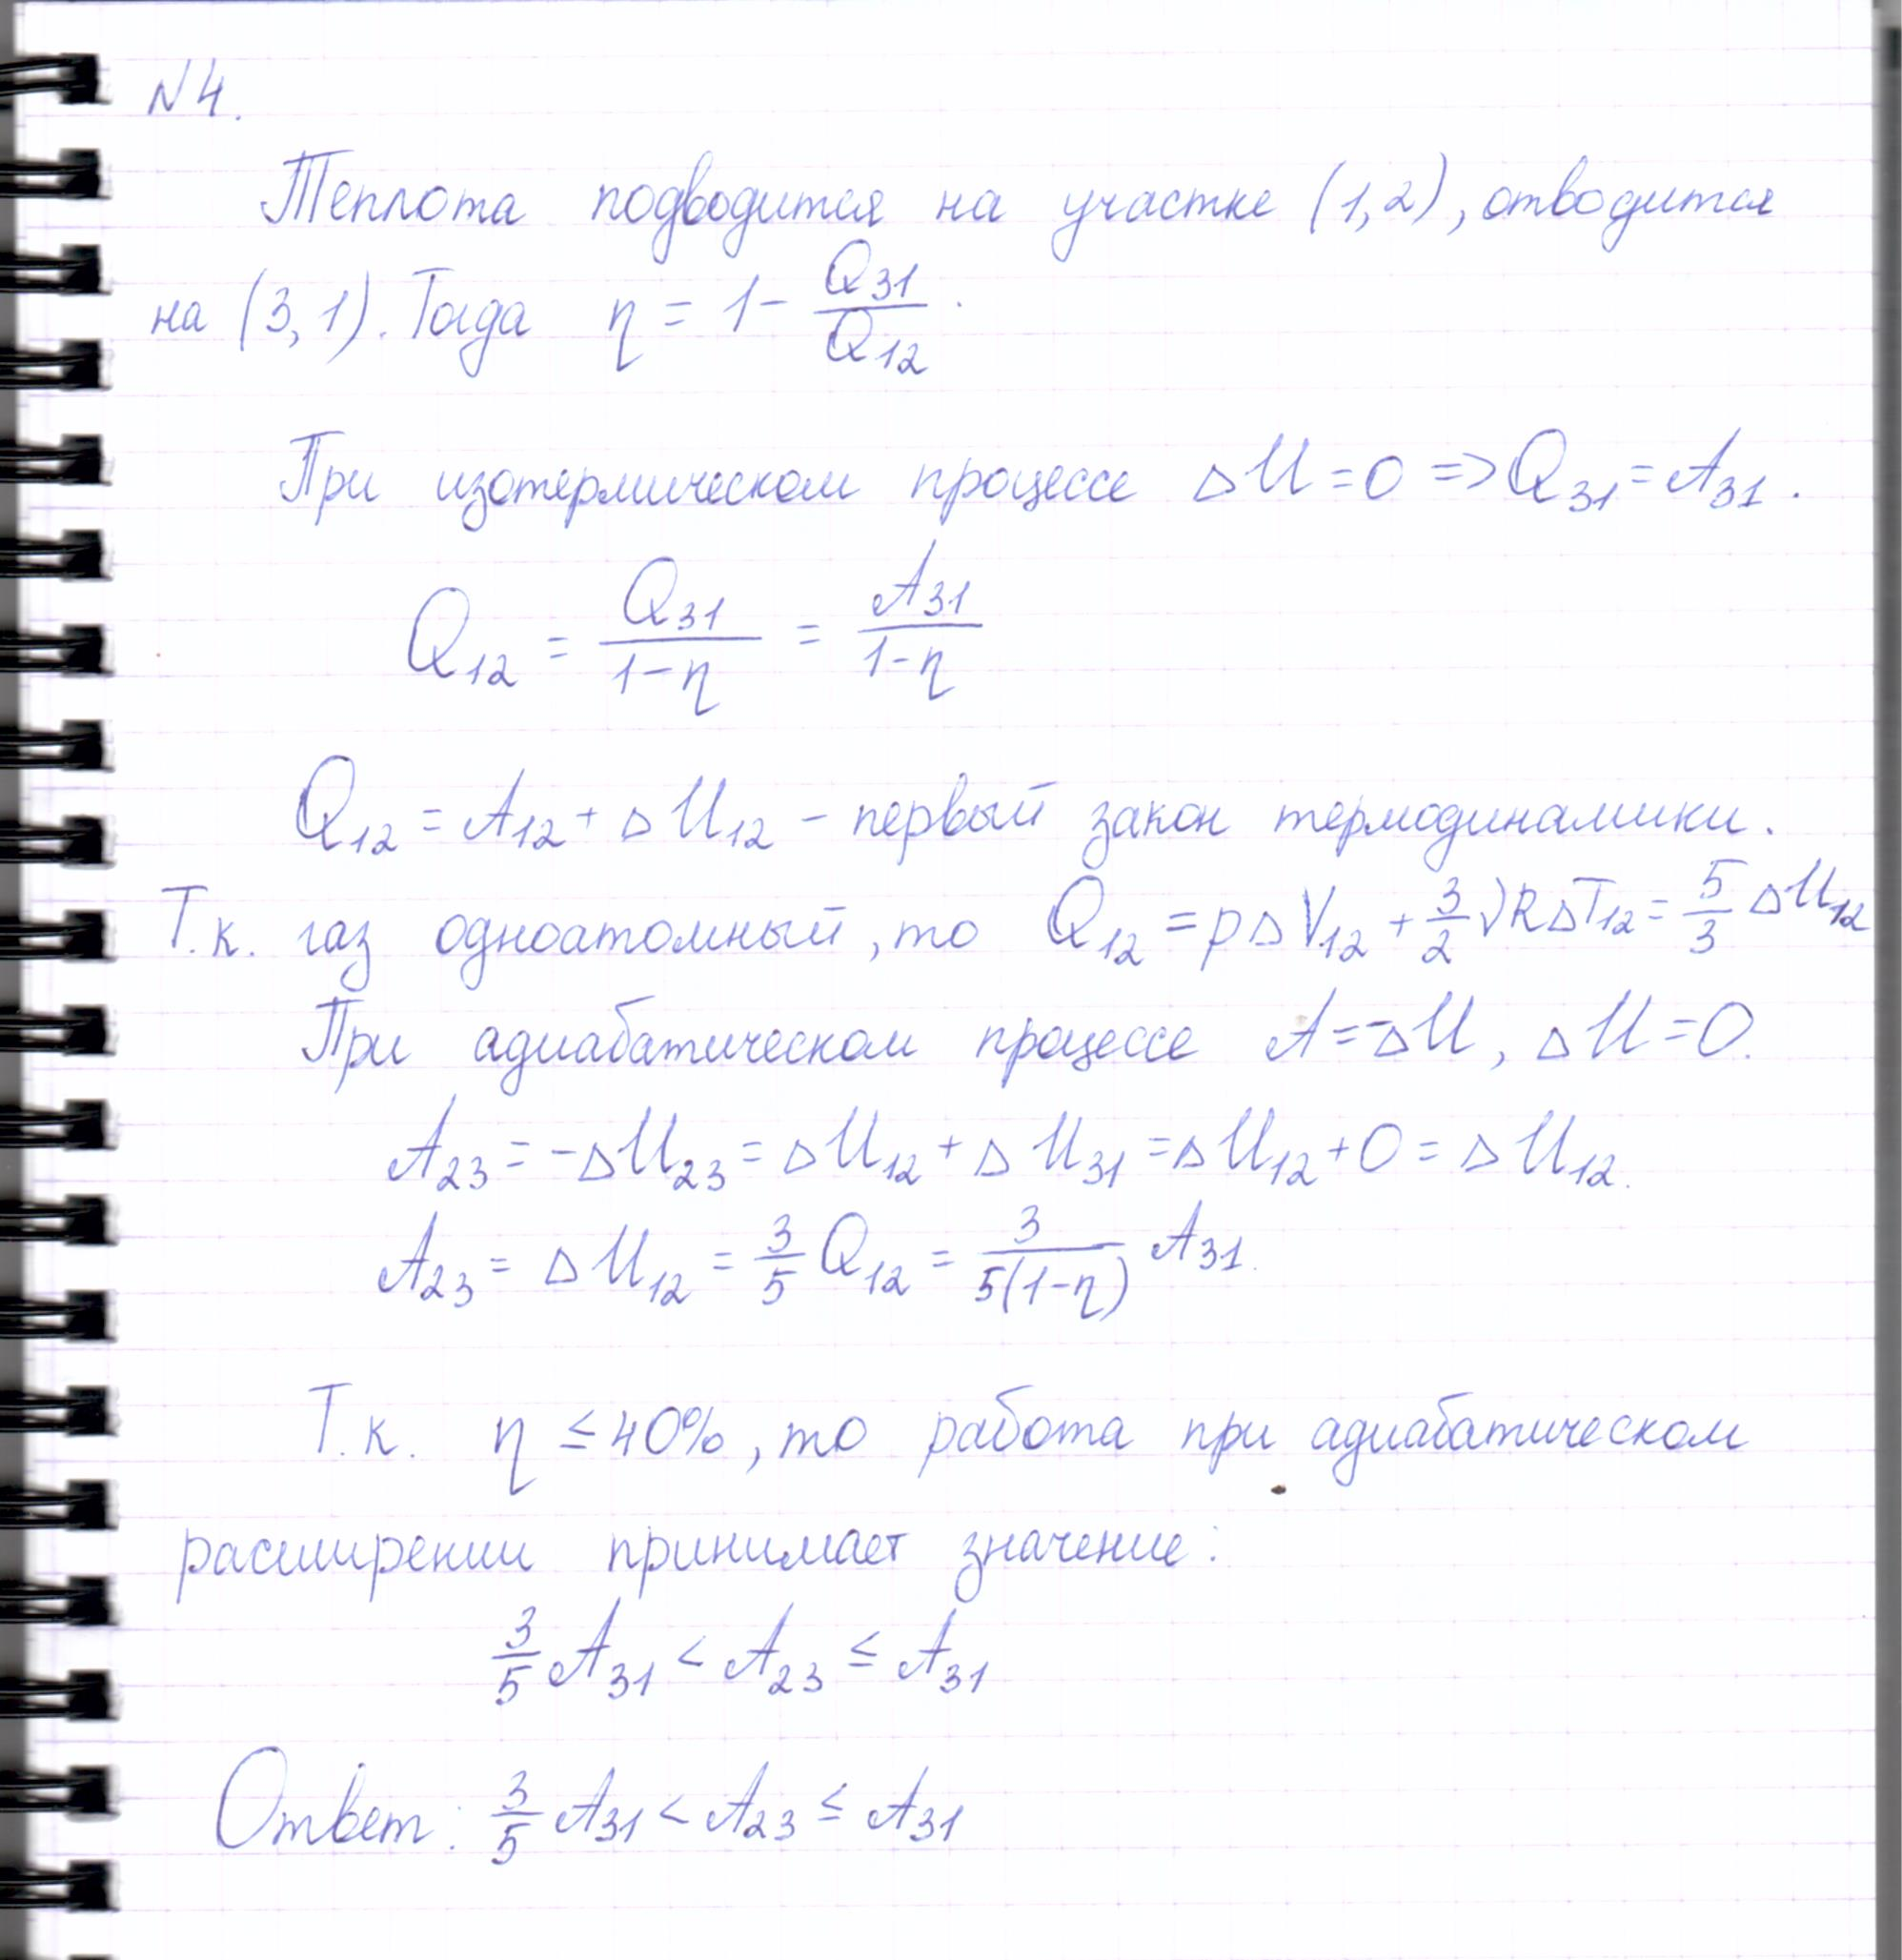 N4.
Теплота подводится на участке (1,2), отводится
на (3,1). Тогда η = 1 - Q31/Q12.
При изотермическом процессе ΔU = 0 => Q31 = A31.
Q12 = Q31/(1-η) = A31/(1-η)
Q12 = A12 + ΔU12 - первый закон термодинамики.
Т.к. газ одноатомный, то Q12 = pΔV12 + 3/2 νRΔT12 = 5/3 ΔU12
При адиабатическом процессе A = -ΔU, ΔU = 0.
A23 = -ΔU23 = ΔU12 + ΔU31 = ΔU12 + 0 = ΔU12.
A23 = ΔU12 = 3/5 Q12 = 3/(5(1-η)) A31.
Т.к. η ≤ 40%, то работа при адиабатическом
расширении принимает значение:
3/5 A31 < A23 ≤ A31
Ответ: 3/5 A31 < A23 ≤ A31